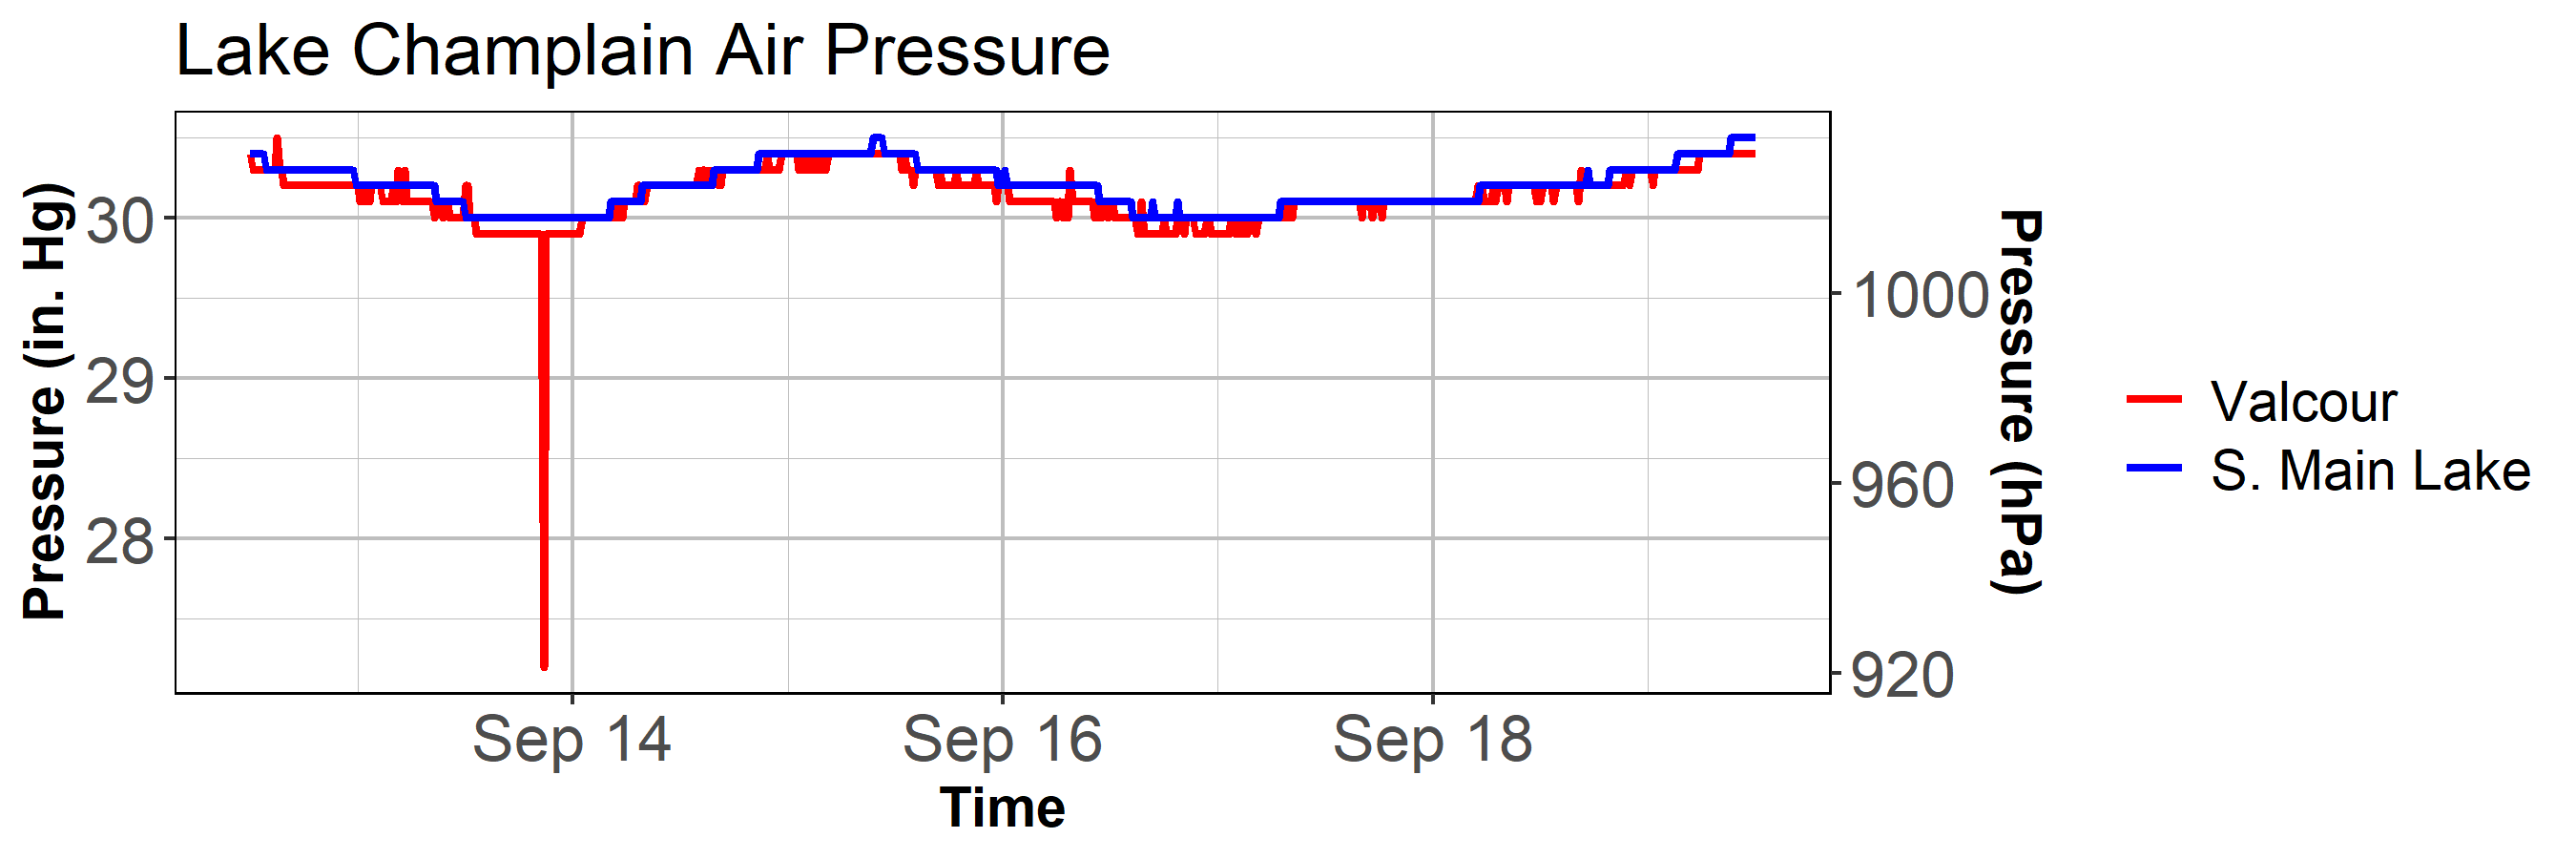 Lake Champlain Air Pressure
Pressure (in. Hg)
30
29
28
1000
960
920
Pressure (hPa)
Sep 14
Sep 16
Sep 18
Time
Valcour
S. Main Lake